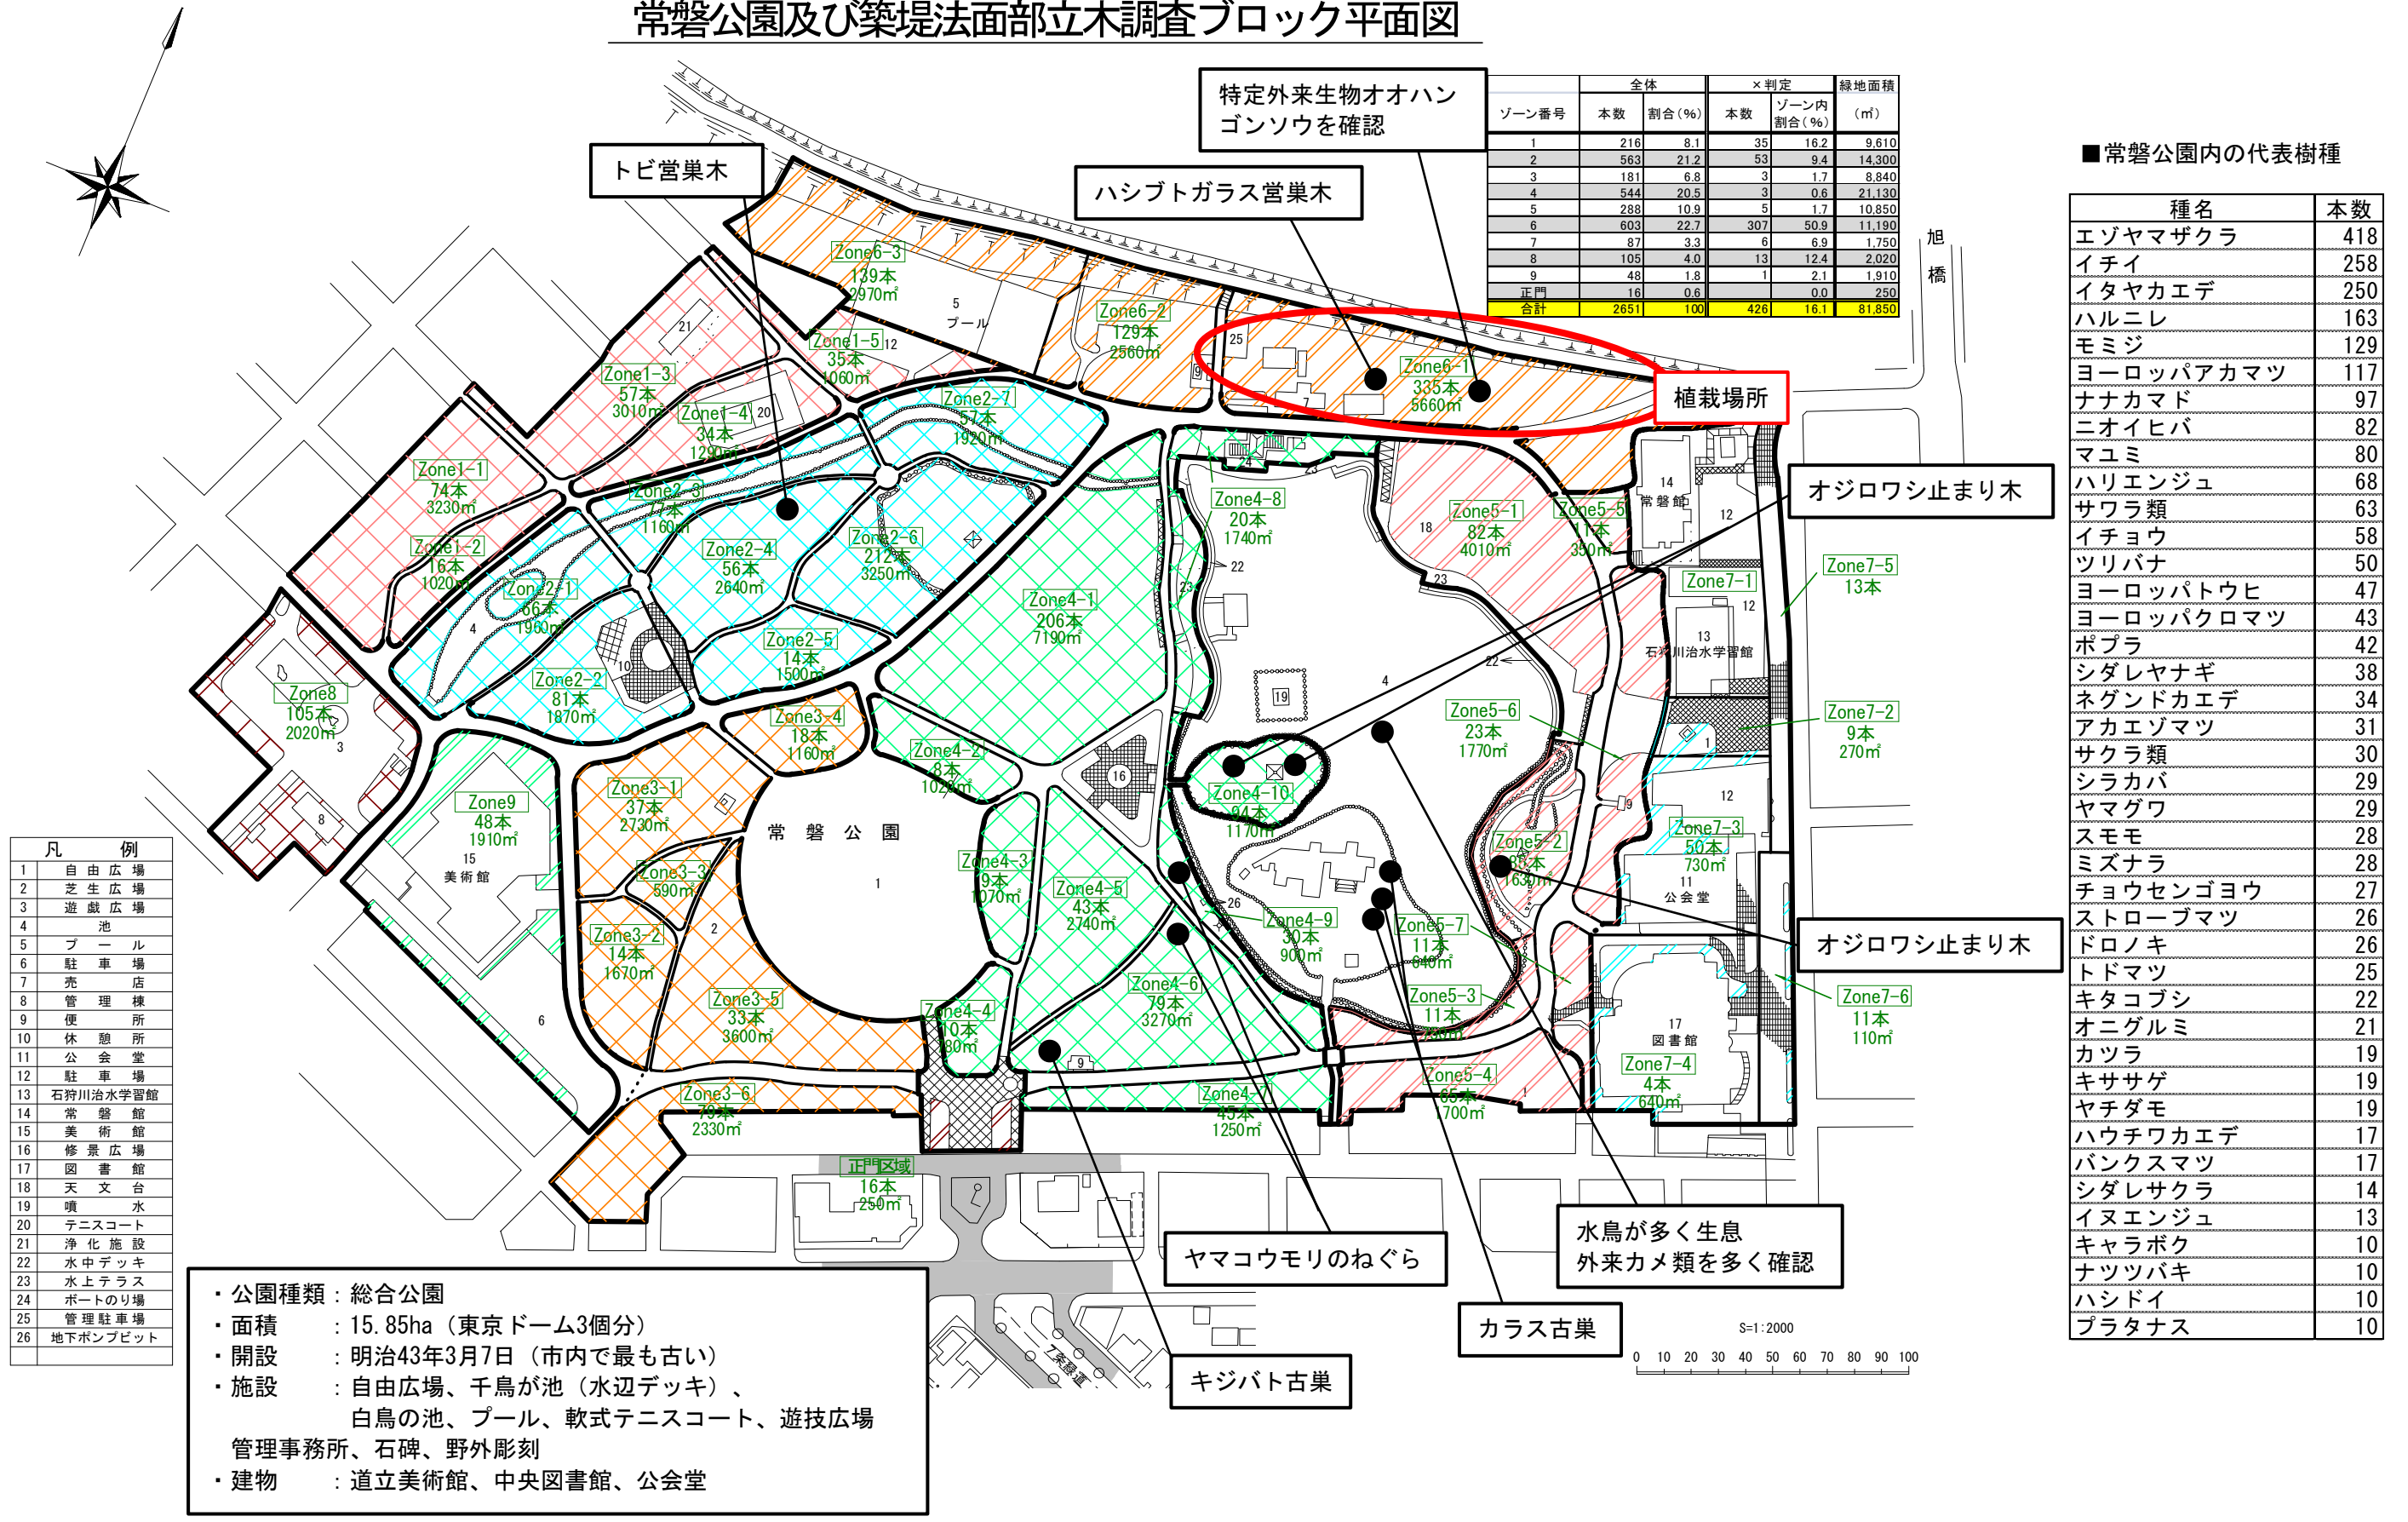 常磐公園及び築堤法面部立木調査ブロック平面図
特定外来生物オオハン
ゴンソウを確認
トビ営巣木
ハシブトガラス営巣木
全体 ×判定 緑地面積
ゾーン番号 本数 割合(%) 本数 ゾーン内割合(%) (㎡)
1 216 8.1 35 16.2 9,610
2 563 21.2 53 9.4 14,300
3 181 6.8 3 1.7 8,840
4 544 20.5 3 0.6 21,130
5 288 10.9 5 1.7 10,850
6 603 22.7 307 50.9 11,190
7 87 3.3 6 6.9 1,750
8 105 4.0 13 12.4 2,020
9 48 1.8 1 2.1 1,910
正門 16 0.6 0.0 250
合計 2651 100 426 16.1 81,850
旭橋
■常磐公園内の代表樹種
種名 本数
エゾヤマザクラ 418
イチイ 258
イタヤカエデ 250
ハルニレ 163
モミジ 129
ヨーロッパアカマツ 117
ナナカマド 97
ニオイヒバ 82
マユミ 80
ハリエンジュ 68
サワラ類 63
イチョウ 58
ツリバナ 50
ヨーロッパトウヒ 47
ヨーロッパクロマツ 43
ポプラ 42
シダレヤナギ 38
ネグンドカエデ 34
アカエゾマツ 31
サクラ類 30
シラカバ 29
ヤマグワ 29
スモモ 28
ミズナラ 28
チョウセンゴヨウ 27
ストローブマツ 26
ドロノキ 26
トドマツ 25
キタコブシ 22
オニグルミ 21
カツラ 19
キササゲ 19
ヤチダモ 19
ハウチワカエデ 17
バンクスマツ 17
シダレサクラ 14
イヌエンジュ 13
キャラボク 10
ナツツバキ 10
ハシドイ 10
プラタナス 10
Zone6-3
139本
2970㎡
5
プール
Zone6-2
129本
2560㎡
25
9
7
Zone6-1
335本
5660㎡
植栽場所
21
Zone1-5
35本
1060㎡
12
Zone1-3
57本
3010㎡
Zone1-4
34本
1290㎡
20
Zone2-7
57本
1920㎡
Zone1-1
74本
3230㎡
Zone1-2
16本
1020㎡
Zone2-3
77本
1160㎡
Zone2-4
56本
2640㎡
Zone2-6
212本
3250㎡
Zone2-1
66本
1960㎡
4
Zone2-5
14本
1500㎡
10
Zone2-2
81本
1870㎡
24
23
Zone4-8
20本
1740㎡
22
23
18
Zone5-1
82本
4010㎡
23
Zone5-5
11本
350㎡
14
常磐館
12
オジロワシ止まり木
Zone7-1
12
13
石狩川治水学習館
Zone7-5
13本
Zone4-1
206本
7190㎡
22
19
4
Zone5-6
23本
1770㎡
Zone7-2
9本
270㎡
1
Zone8
105本
2020㎡
3
8
Zone3-4
18本
1160㎡
Zone4-2
8本
1020㎡
16
Zone4-10
94本
1170㎡
Zone9
48本
1910㎡
15
美術館
Zone3-1
37本
2730㎡
常磐公園
1
Zone3-3
590㎡
2
Zone3-2
14本
1670㎡
Zone4-3
9本
1070㎡
Zone4-5
43本
2740㎡
26
Zone4-9
30本
900㎡
Zone5-2
1630㎡
9
12
Zone7-3
50本
730㎡
11
公会堂
オジロワシ止まり木
Zone5-7
11本
640㎡
Zone5-3
11本
Zone7-6
11本
110㎡
6
Zone3-5
33本
3600㎡
Zone4-4
10本
Zone4-6
79本
3270㎡
9
17
図書館
Zone7-4
4本
640㎡
Zone3-6
79本
2330㎡
Zone4-7
45本
1250㎡
Zone5-4
65本
1700㎡
1
正門区域
16本
250㎡
凡例
1 自由広場
2 芝生広場
3 遊戯広場
4 池
5 プール
6 駐車場
7 売店
8 管理棟
9 便所
10 休憩所
11 公会堂
12 駐車場
13 石狩川治水学習館
14 常磐館
15 美術館
16 修景広場
17 図書館
18 天文台
19 噴水
20 テニスコート
21 浄化施設
22 水中デッキ
23 水上テラス
24 ボートのり場
25 管理駐車場
26 地下ポンプピット
ヤマコウモリのねぐら
水鳥が多く生息
外来カメ類を多く確認
カラス古巣
キジバト古巣
7条緑道
・公園種類：総合公園
・面積　　：15.85ha（東京ドーム3個分）
・開設　　：明治43年3月7日（市内で最も古い）
・施設　　：自由広場、千鳥が池（水辺デッキ）、
白鳥の池、プール、軟式テニスコート、遊技広場
管理事務所、石碑、野外彫刻
・建物　　：道立美術館、中央図書館、公会堂
S=1:2000
0 10 20 30 40 50 60 70 80 90 100